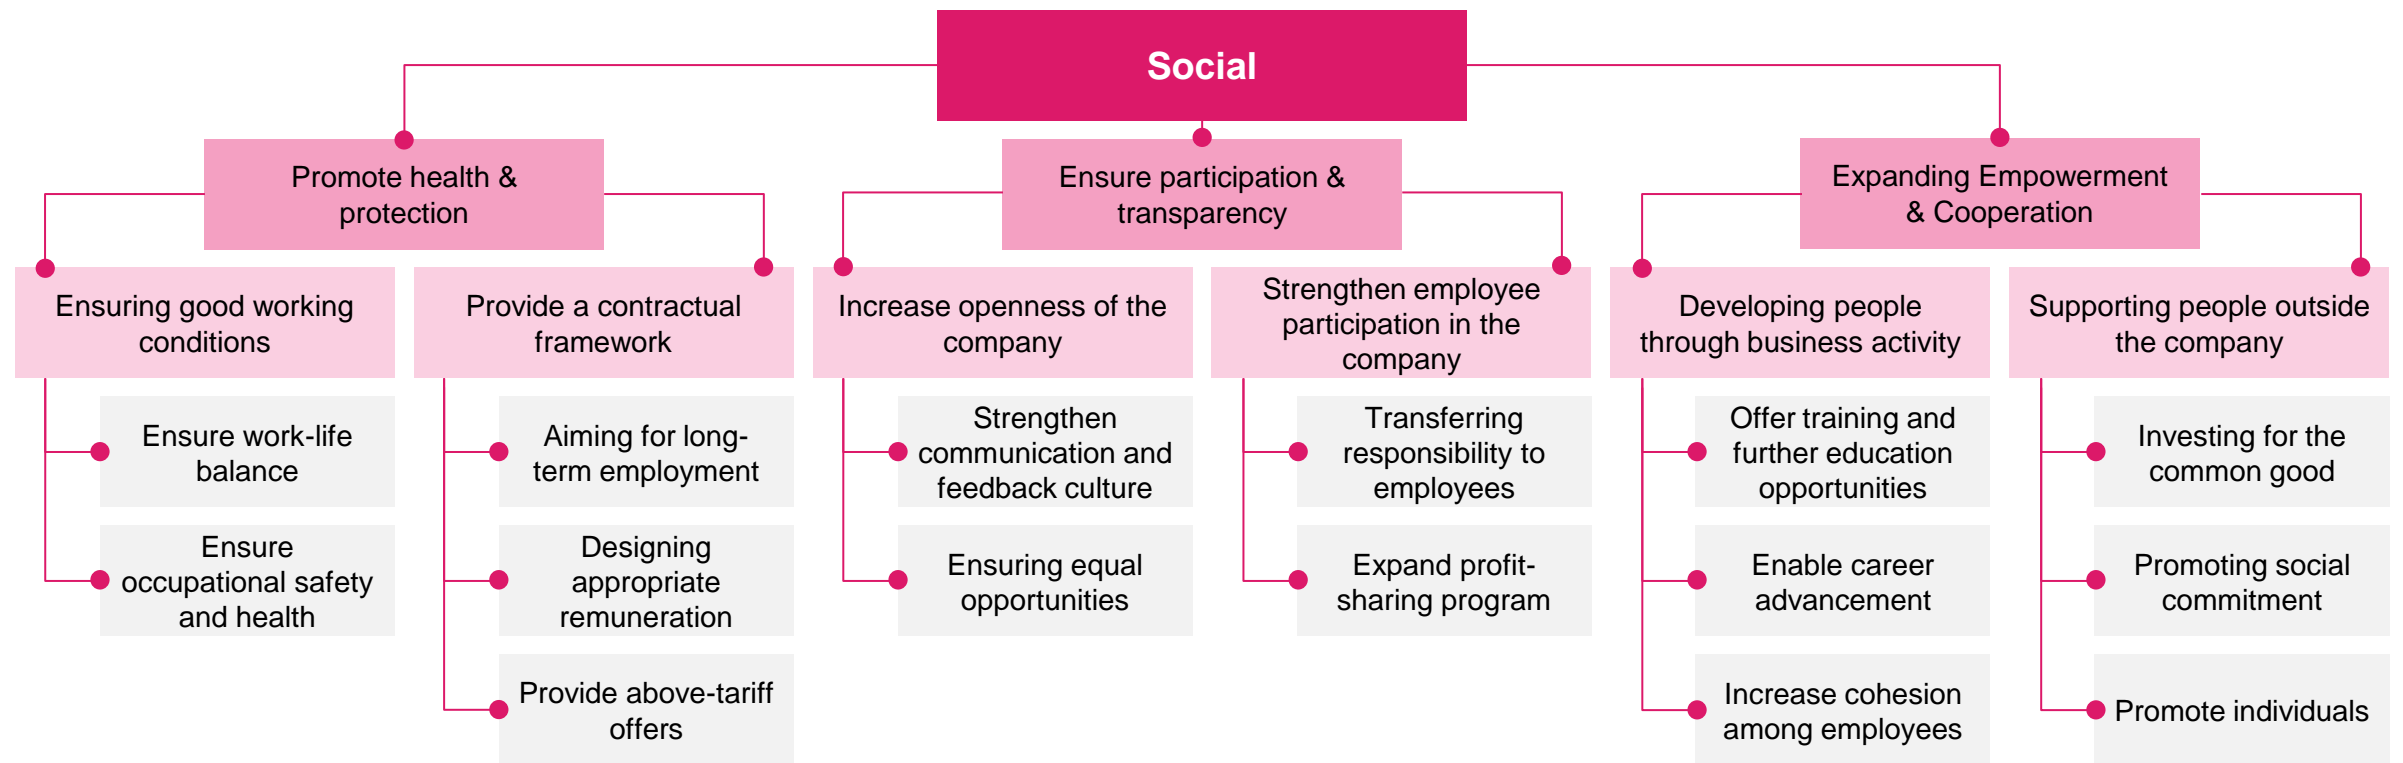 Social
Promote health &
protection
Ensure participation &
transparency
Expanding Empowerment
& Cooperation
Ensuring good working
conditions
Provide a contractual
framework
Increase openness of the
company
Strengthen employee
participation in the
company
Developing people
through business activity
Supporting people outside
the company
Ensure work-life
balance
Aiming for long-
term employment
Strengthen
communication and
feedback culture
Transferring
responsibility to
employees
Offer training and
further education
opportunities
Investing for the
common good
Ensure
occupational safety
and health
Designing
appropriate
remuneration
Ensuring equal
opportunities
Expand profit-
sharing program
Enable career
advancement
Promoting social
commitment
Provide above-tariff
offers
Increase cohesion
among employees
Promote individuals